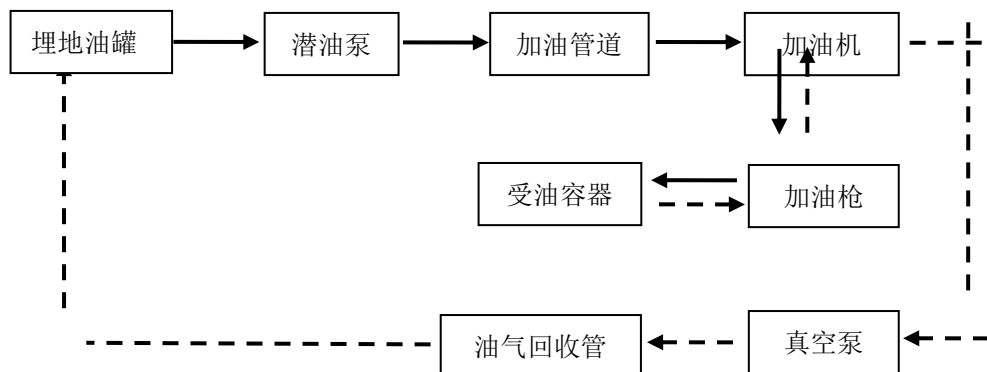 埋地油罐
潜油泵
加油管道
加油机
受油容器
加油枪
油气回收管
真空泵